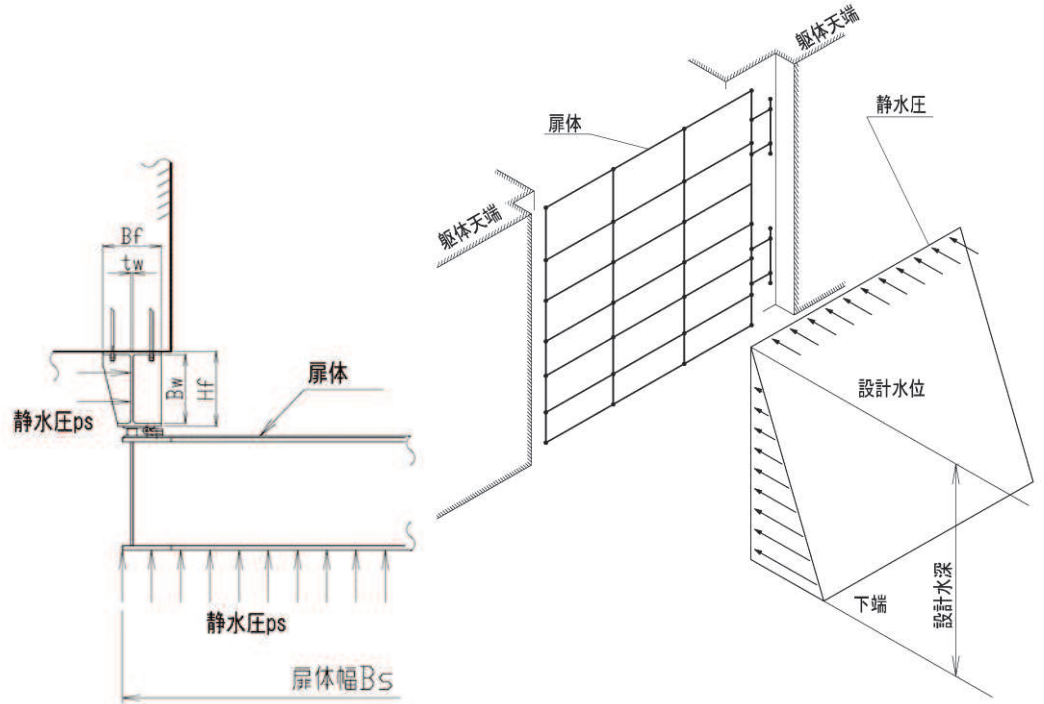 Bf
tw
Bw
Hf
扉体
静水圧ps
静水圧ps
扉体幅Bs
躯体天端
扉体
躯体天端
静水圧
設計水位
設計水深
下端